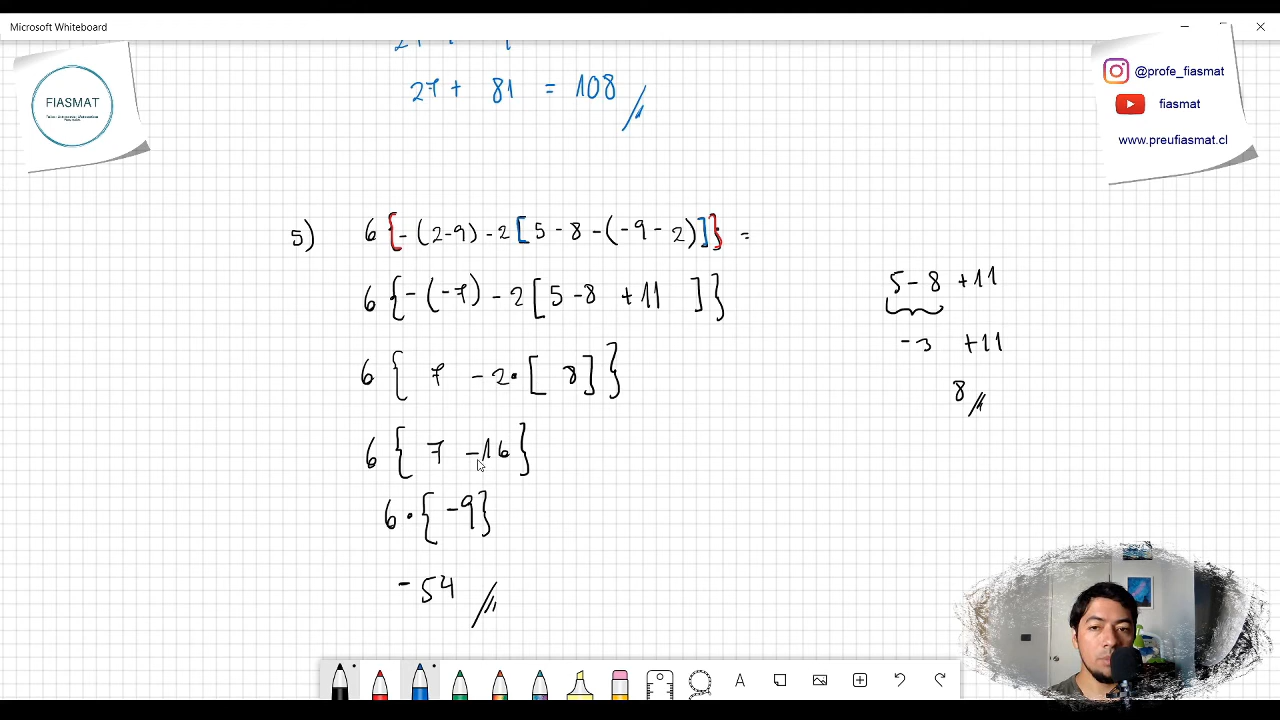 Microsoft Whiteboard
FIASMAT
@profe_fiasmat
fiasmat
www.preufiasmat.cl
27 + 81 = 108
5) 6{-(2-9)-2[5-8-(-9-2)]} =
6{-(-7)-2[5-8 +11 ]}
5-8 +11
-3 +11
8
6{ 7 -2·[ 8]}
6{ 7 -16}
6·{-9}
-54
A